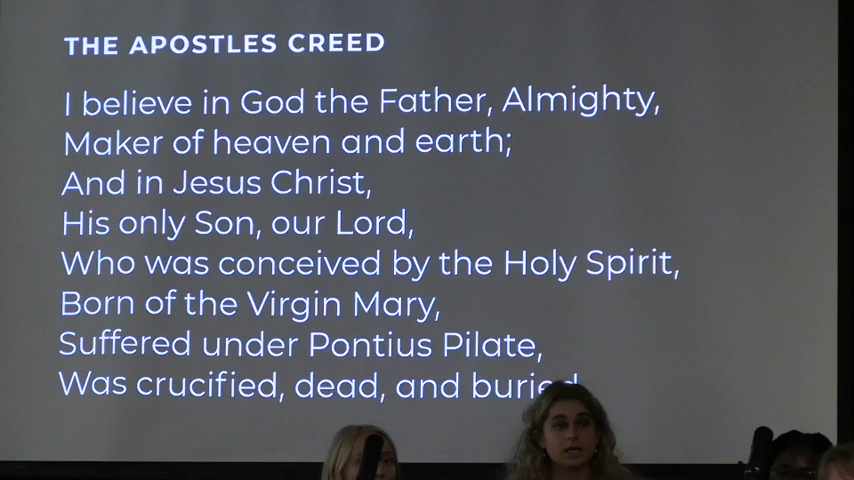 THE APOSTLES CREED
I believe in God the Father, Almighty,
Maker of heaven and earth;
And in Jesus Christ,
His only Son, our Lord,
Who was conceived by the Holy Spirit,
Born of the Virgin Mary,
Suffered under Pontius Pilate,
Was crucified, dead, and buried